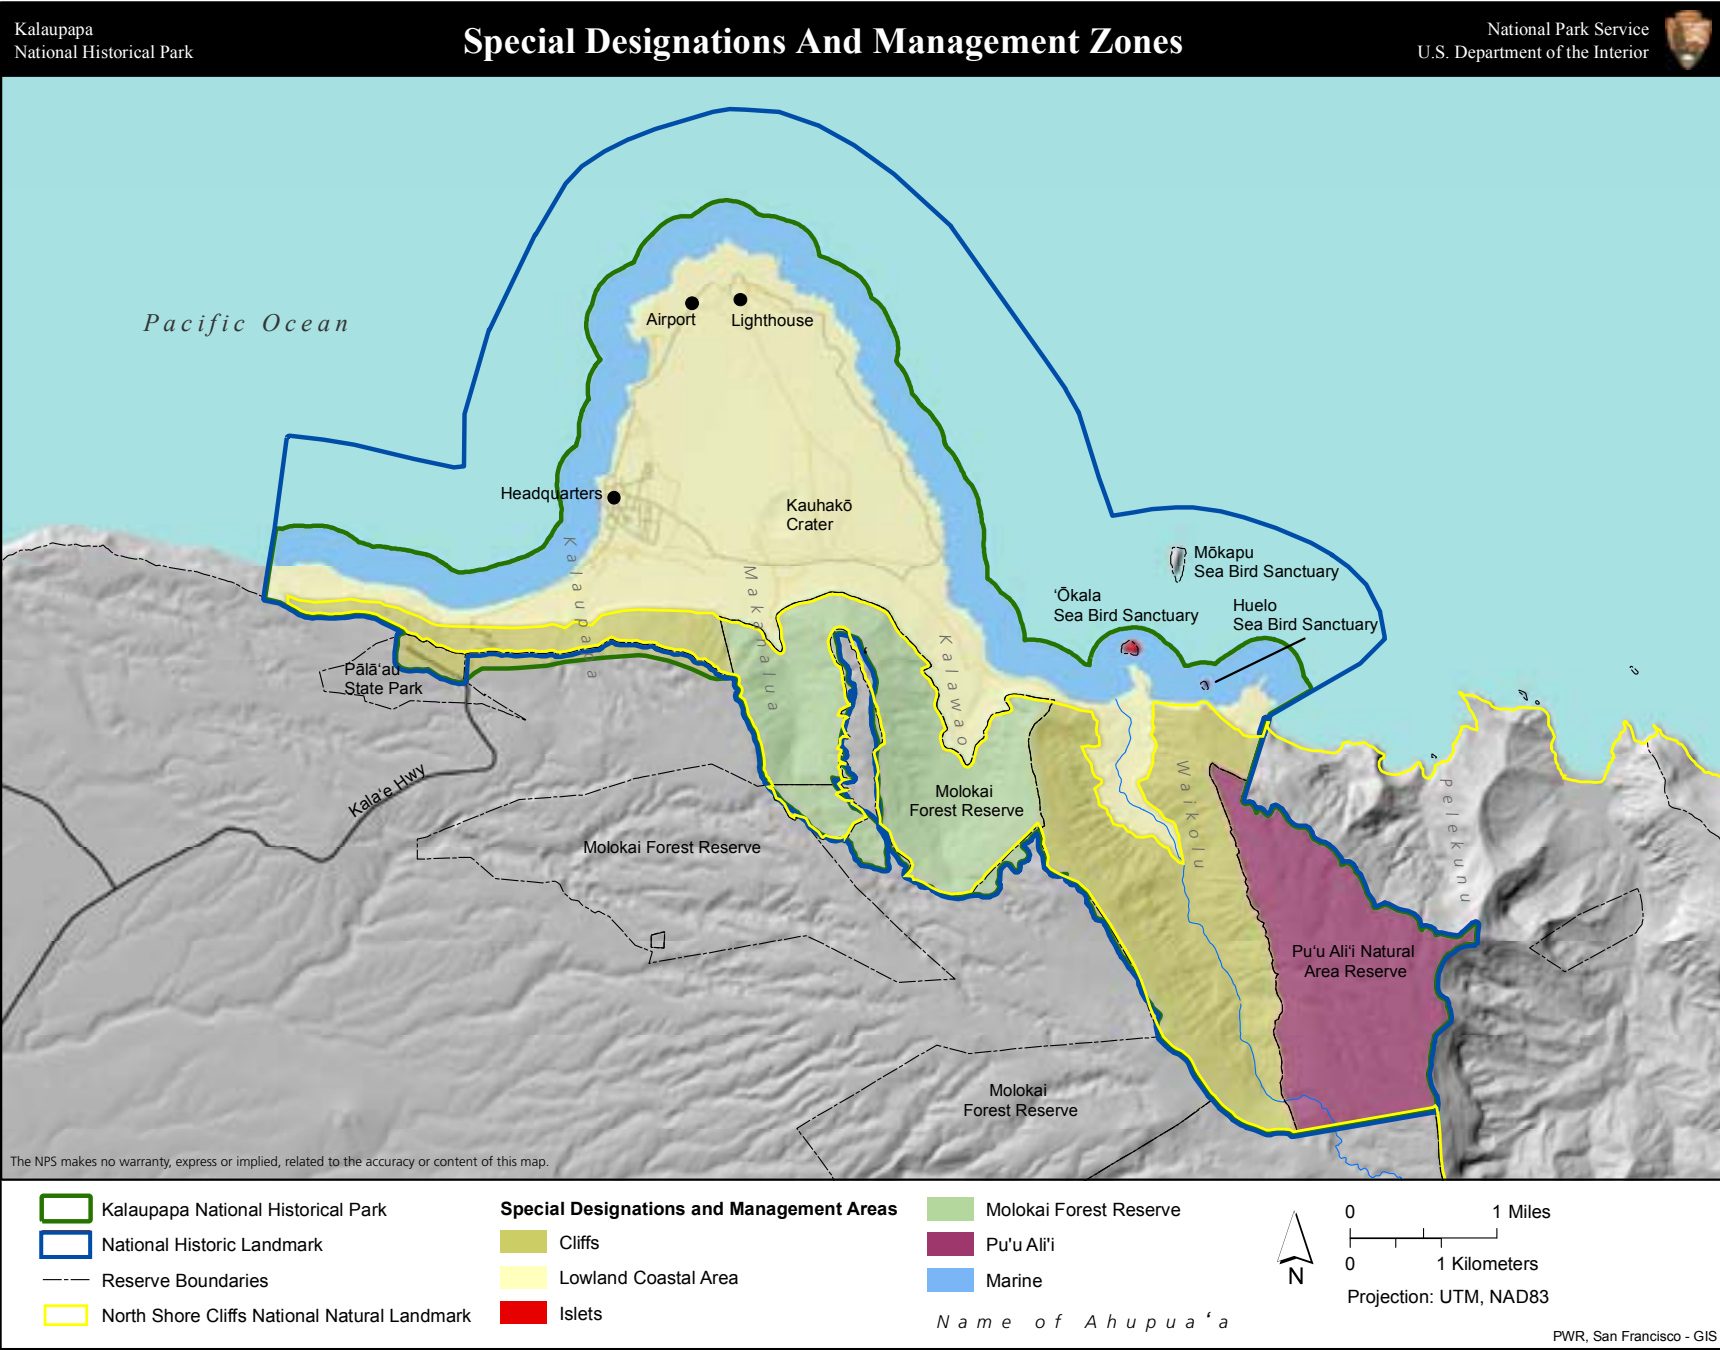 Kalaupapa
National Historical Park
Special Designations And Management Zones
National Park Service
U.S. Department of the Interior
Pacific Ocean
Airport
Lighthouse
Headquarters
Kauhakō
Crater
Mōkapu
Sea Bird Sanctuary
ʻŌkala
Sea Bird Sanctuary
Huelo
Sea Bird Sanctuary
Kalaupapa
Makanalua
Kalawao
Waikolu
Pelekunu
Pālāʻau
State Park
Kalaʻe Hwy
Molokai Forest Reserve
Molokai
Forest Reserve
Puʻu Aliʻi Natural
Area Reserve
Molokai
Forest Reserve
The NPS makes no warranty, express or implied, related to the accuracy or content of this map.
Kalaupapa National Historical Park
National Historic Landmark
Reserve Boundaries
North Shore Cliffs National Natural Landmark
Special Designations and Management Areas
Cliffs
Lowland Coastal Area
Islets
Molokai Forest Reserve
Pu'u Ali'i
Marine
Name of Ahupuaʻa
N
0 1 Miles
0 1 Kilometers
Projection: UTM, NAD83
PWR, San Francisco - GIS